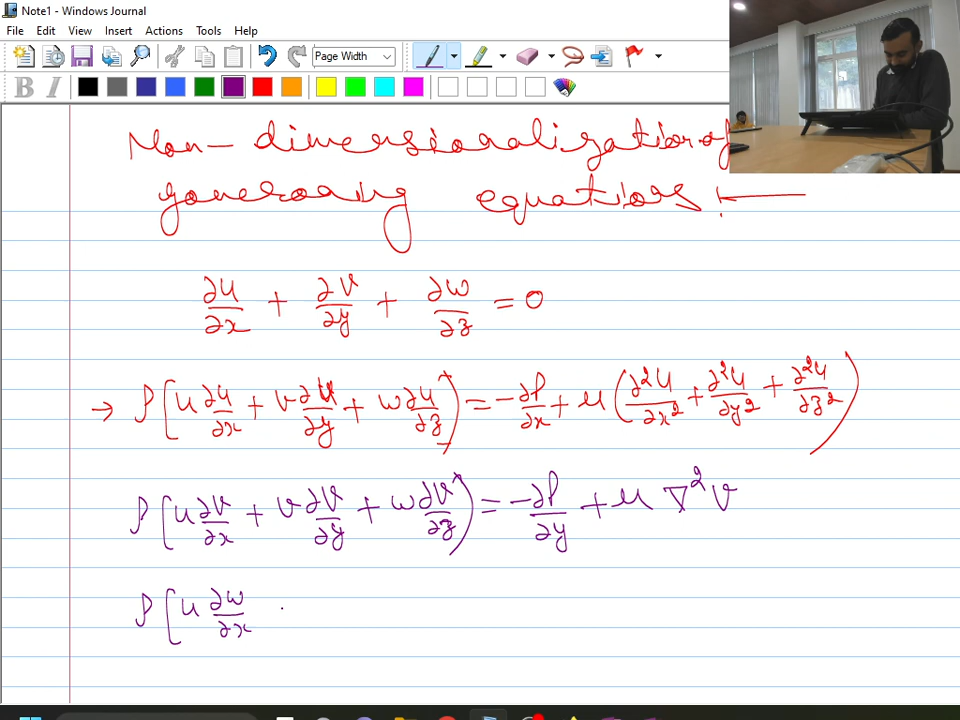 Note1 - Windows Journal
File Edit View Insert Actions Tools Help
Page Width
B I
Non-dimensionalization of
governing equations :-
∂u/∂x + ∂v/∂y + ∂w/∂z = 0
→ ρ[u ∂u/∂x + v ∂u/∂y + w ∂u/∂z] = -∂P/∂x + μ(∂²u/∂x² + ∂²u/∂y² + ∂²u/∂z²)
ρ[u ∂v/∂x + v ∂v/∂y + w ∂v/∂z] = -∂P/∂y + μ ∇² v
ρ[u ∂w/∂x